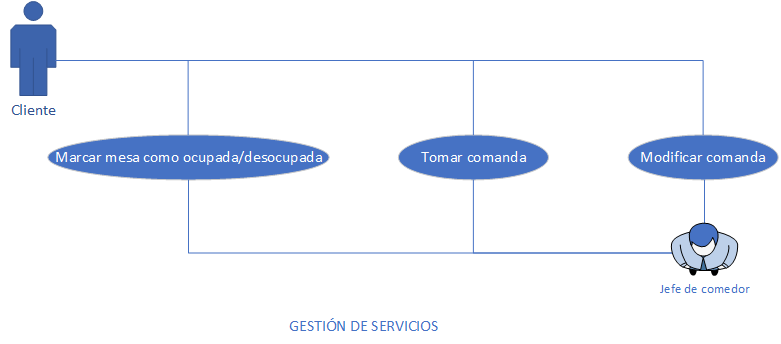 Cliente
Marcar mesa como ocupada/desocupada
Tomar comanda
Modificar comanda
Jefe de comedor
GESTIÓN DE SERVICIOS